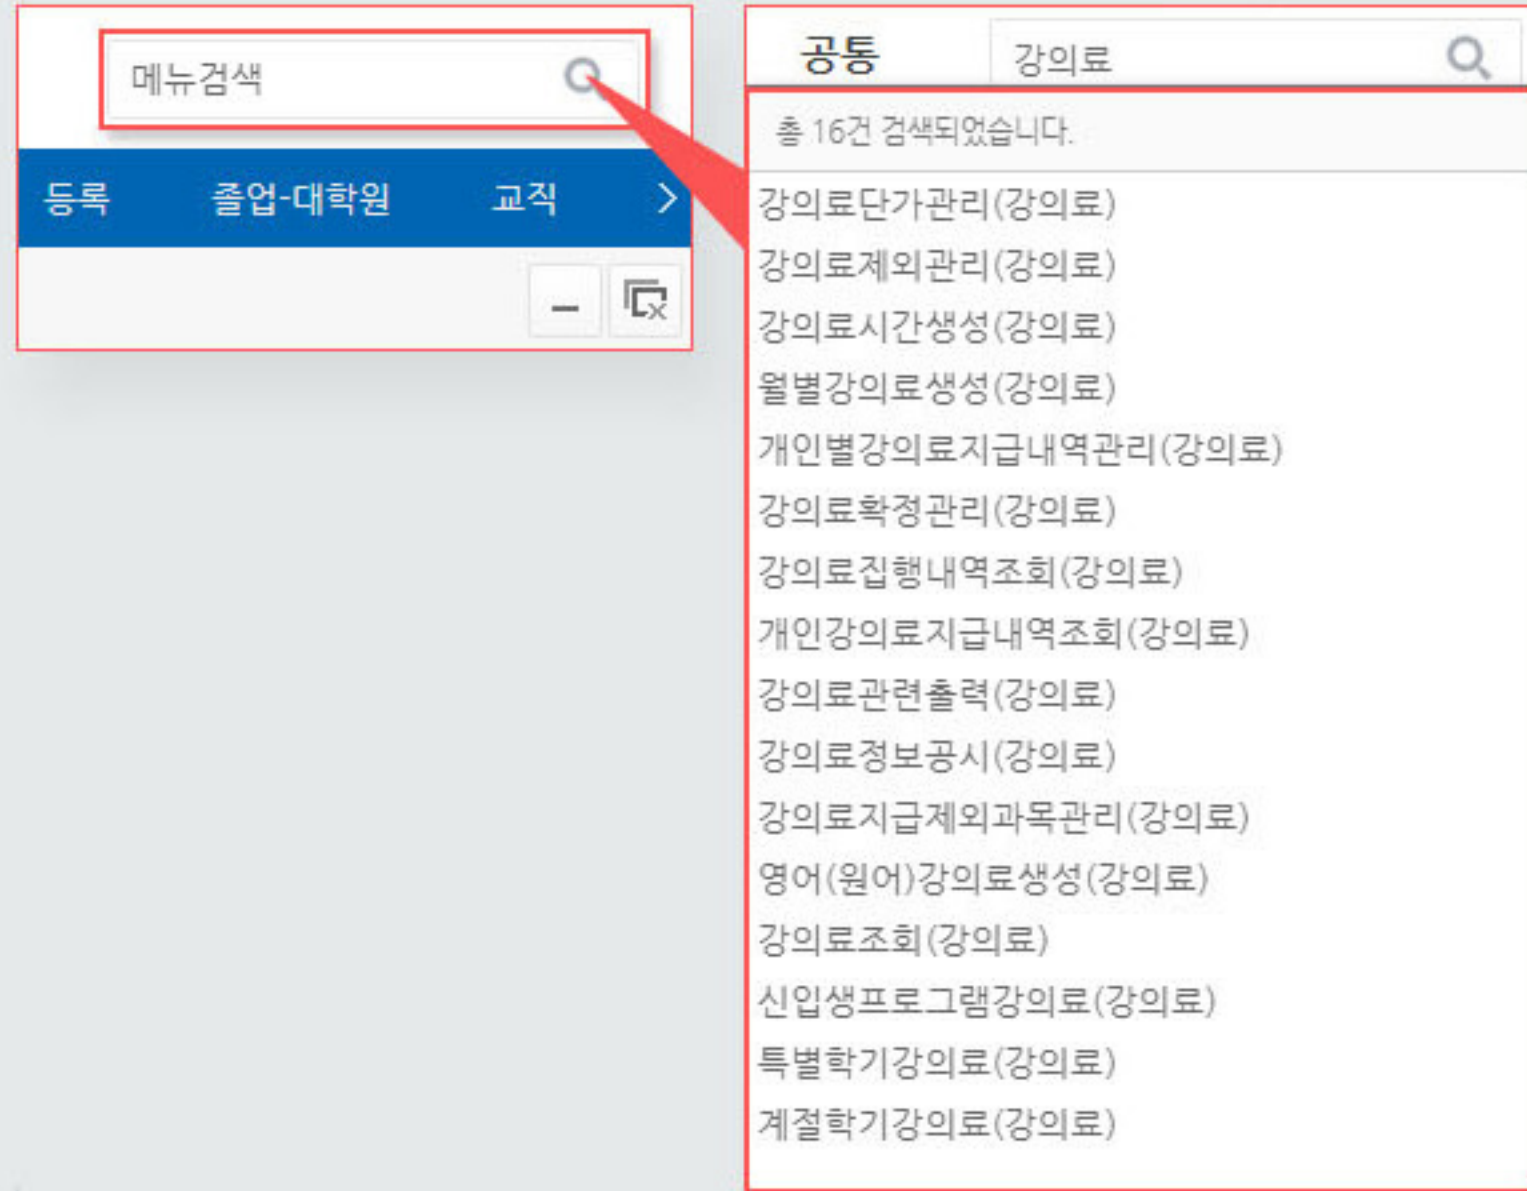 메뉴검색
등록 졸업-대학원 교직 >
공통 강의료
총 16건 검색되었습니다.
강의료단가관리(강의료)
강의료제외관리(강의료)
강의료시간생성(강의료)
월별강의료생성(강의료)
개인별강의료지급내역관리(강의료)
강의료확정관리(강의료)
강의료집행내역조회(강의료)
개인강의료지급내역조회(강의료)
강의료관련출력(강의료)
강의료정보공시(강의료)
강의료지급제외과목관리(강의료)
영어(원어)강의료생성(강의료)
강의료조회(강의료)
신입생프로그램강의료(강의료)
특별학기강의료(강의료)
계절학기강의료(강의료)